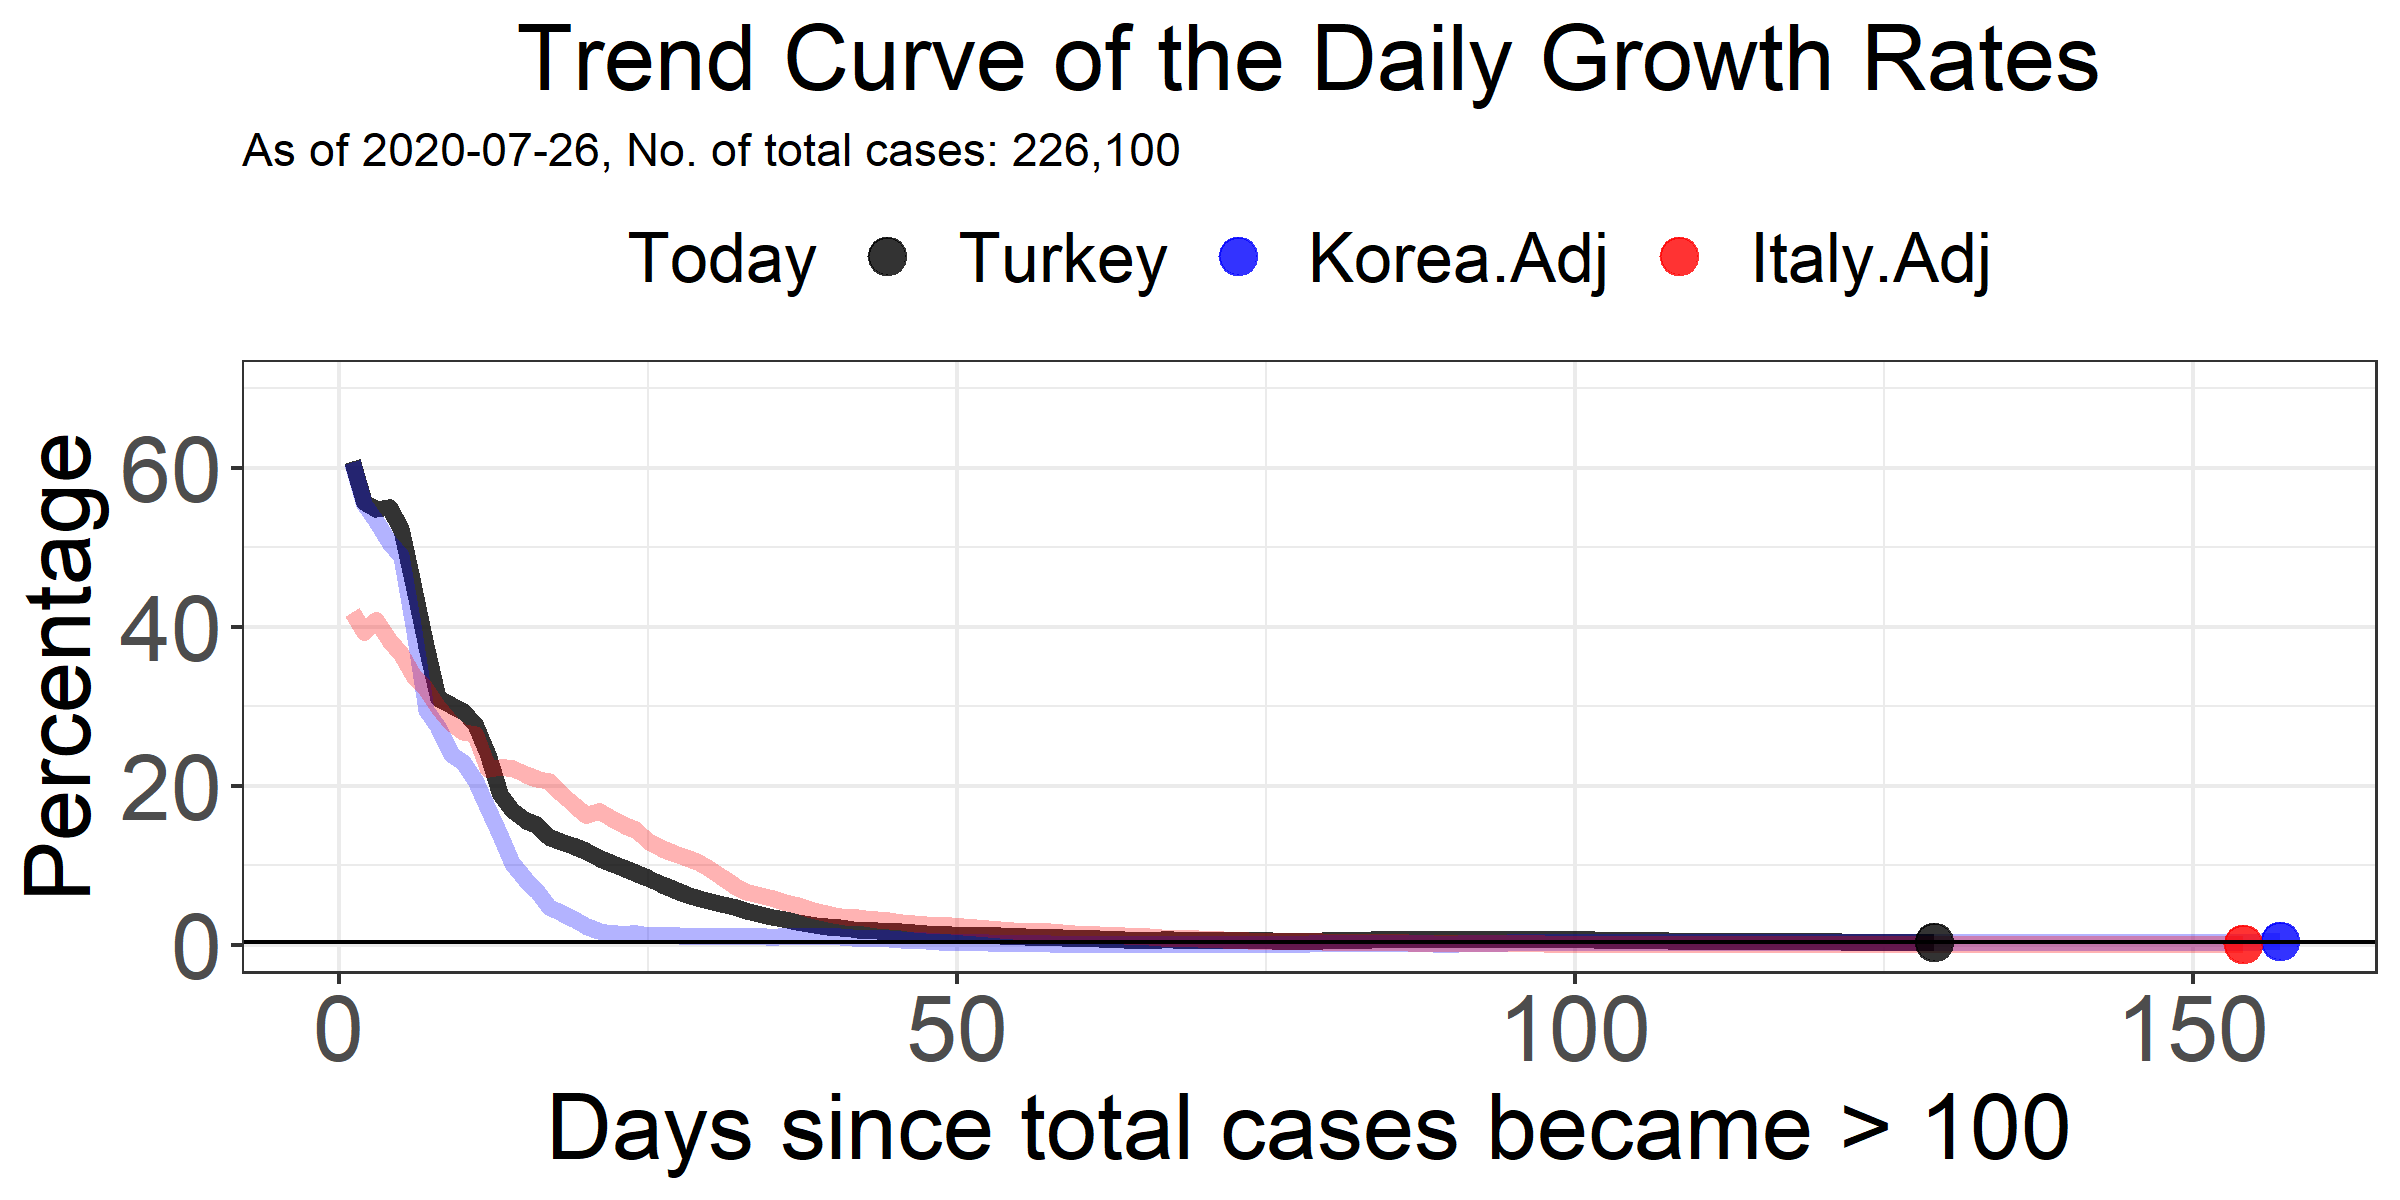 Trend Curve of the Daily Growth Rates
As of 2020-07-26, No. of total cases: 226,100
Today Turkey Korea.Adj Italy.Adj
Percentage
60
40
20
0
0 50 100 150
Days since total cases became > 100